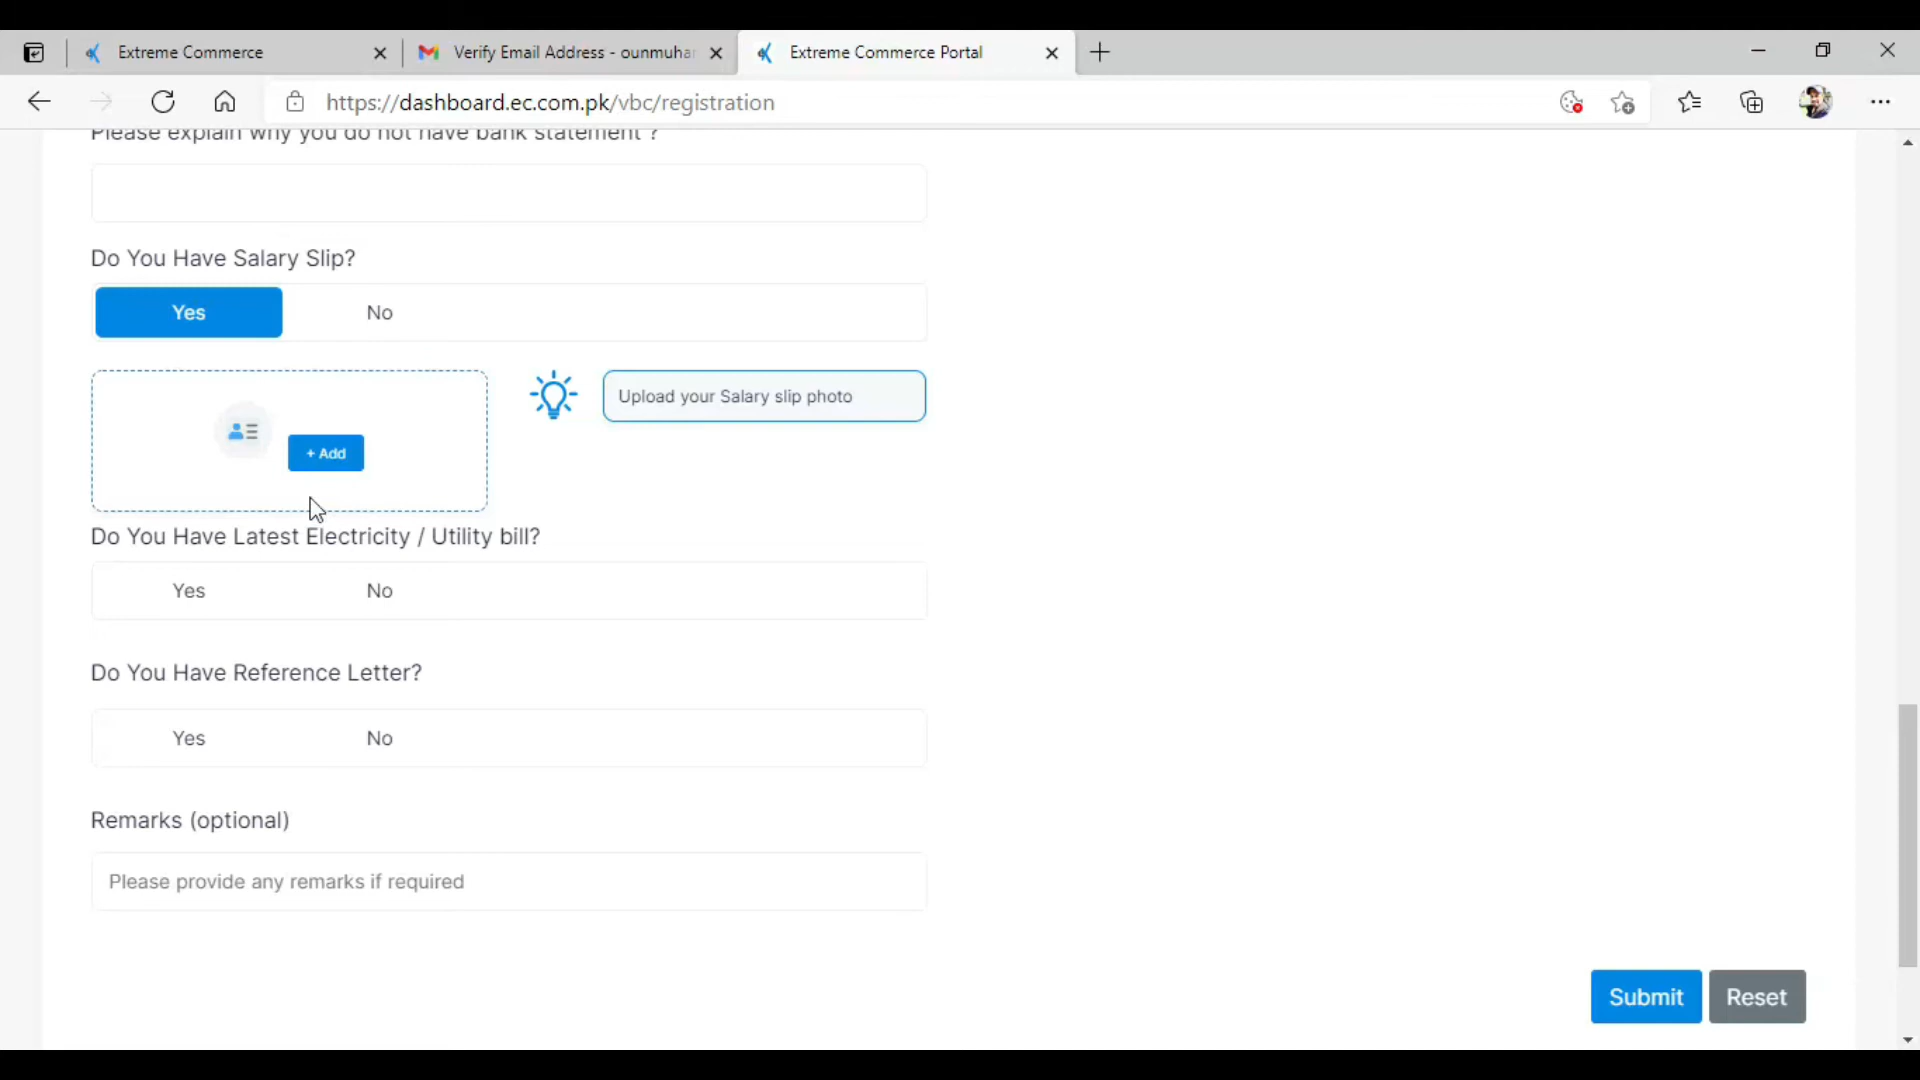 Extreme Commerce
Verify Email Address - ounmuha
Extreme Commerce Portal
https://dashboard.ec.com.pk/vbc/registration
Please explain why you do not have bank statement ?
Do You Have Salary Slip?
Yes No
Upload your Salary slip photo
+ Add
Do You Have Latest Electricity / Utility bill?
Yes No
Do You Have Reference Letter?
Yes No
Remarks (optional)
Please provide any remarks if required
Submit Reset